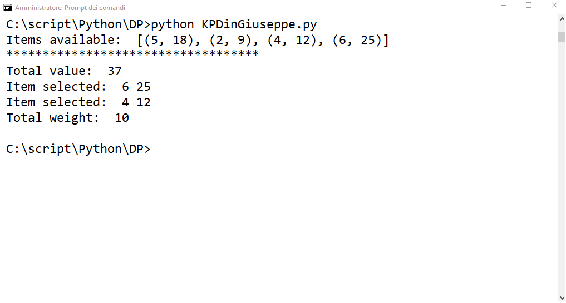 Amministratore: Prompt dei comandi
C:\script\Python\DP>python KPDinGiuseppe.py
Items available:  [(5, 18), (2, 9), (4, 12), (6, 25)]
***********************************
Total value:  37
Item selected:  6 25
Item selected:  4 12
Total weight:  10
C:\script\Python\DP>